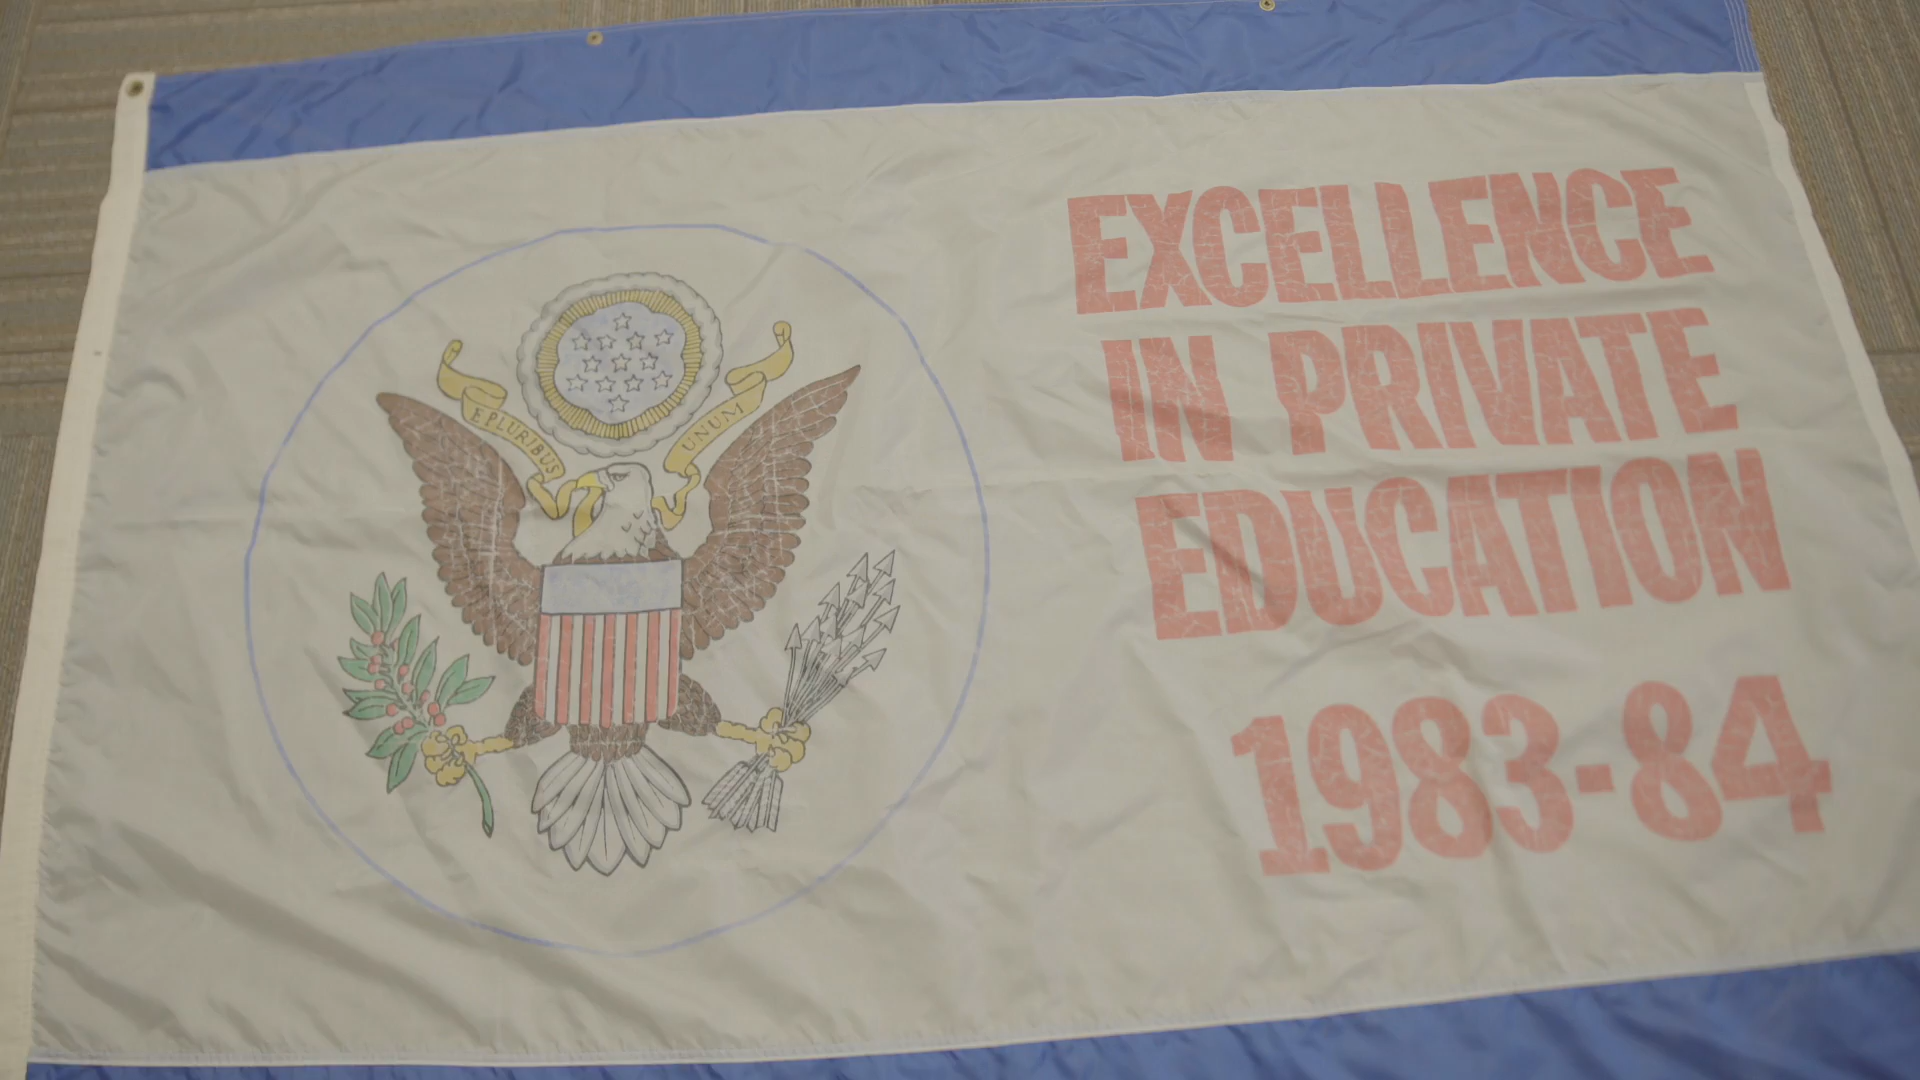 E PLURIBUS UNUM
EXCELLENCE
IN PRIVATE
EDUCATION
1983-84